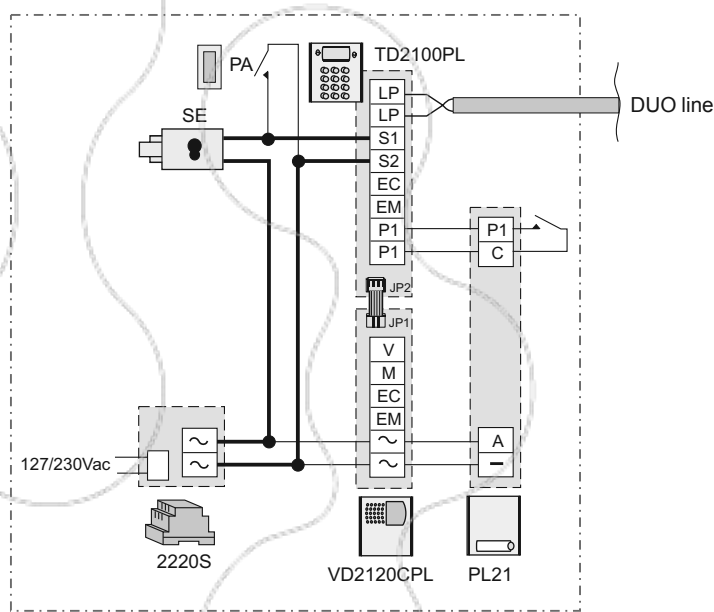 TD2100PL
PA
DUO line
SE
LP
LP
S1
S2
EC
EM
P1
P1
P1
C
JP2
JP1
V
M
EC
EM
~
~
A
–
~
~
127/230Vac
2220S
VD2120CPL
PL21